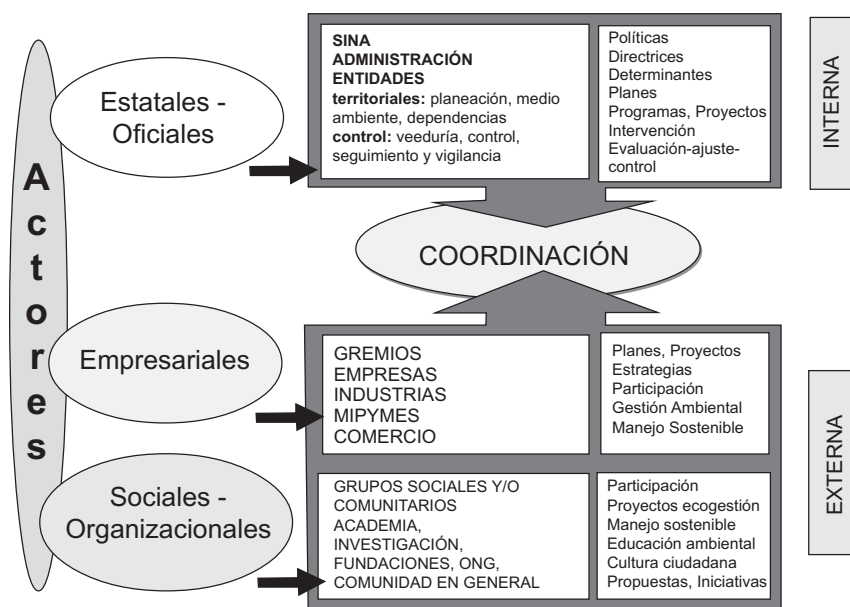 Actores
Estatales -
Oficiales
SINA
ADMINISTRACIÓN
ENTIDADES
territoriales: planeación, medio
ambiente, dependencias
control: veeduría, control,
seguimiento y vigilancia
Políticas
Directrices
Determinantes
Planes
Programas, Proyectos
Intervención
Evaluación-ajuste-
control
INTERNA
COORDINACIÓN
Empresariales
GREMIOS
EMPRESAS
INDUSTRIAS
MIPYMES
COMERCIO
Planes, Proyectos
Estrategias
Participación
Gestión Ambiental
Manejo Sostenible
EXTERNA
Sociales -
Organizacionales
GRUPOS SOCIALES Y/O
COMUNITARIOS
ACADEMIA,
INVESTIGACIÓN,
FUNDACIONES, ONG,
COMUNIDAD EN GENERAL
Participación
Proyectos ecogestión
Manejo sostenible
Educación ambiental
Cultura ciudadana
Propuestas, Iniciativas